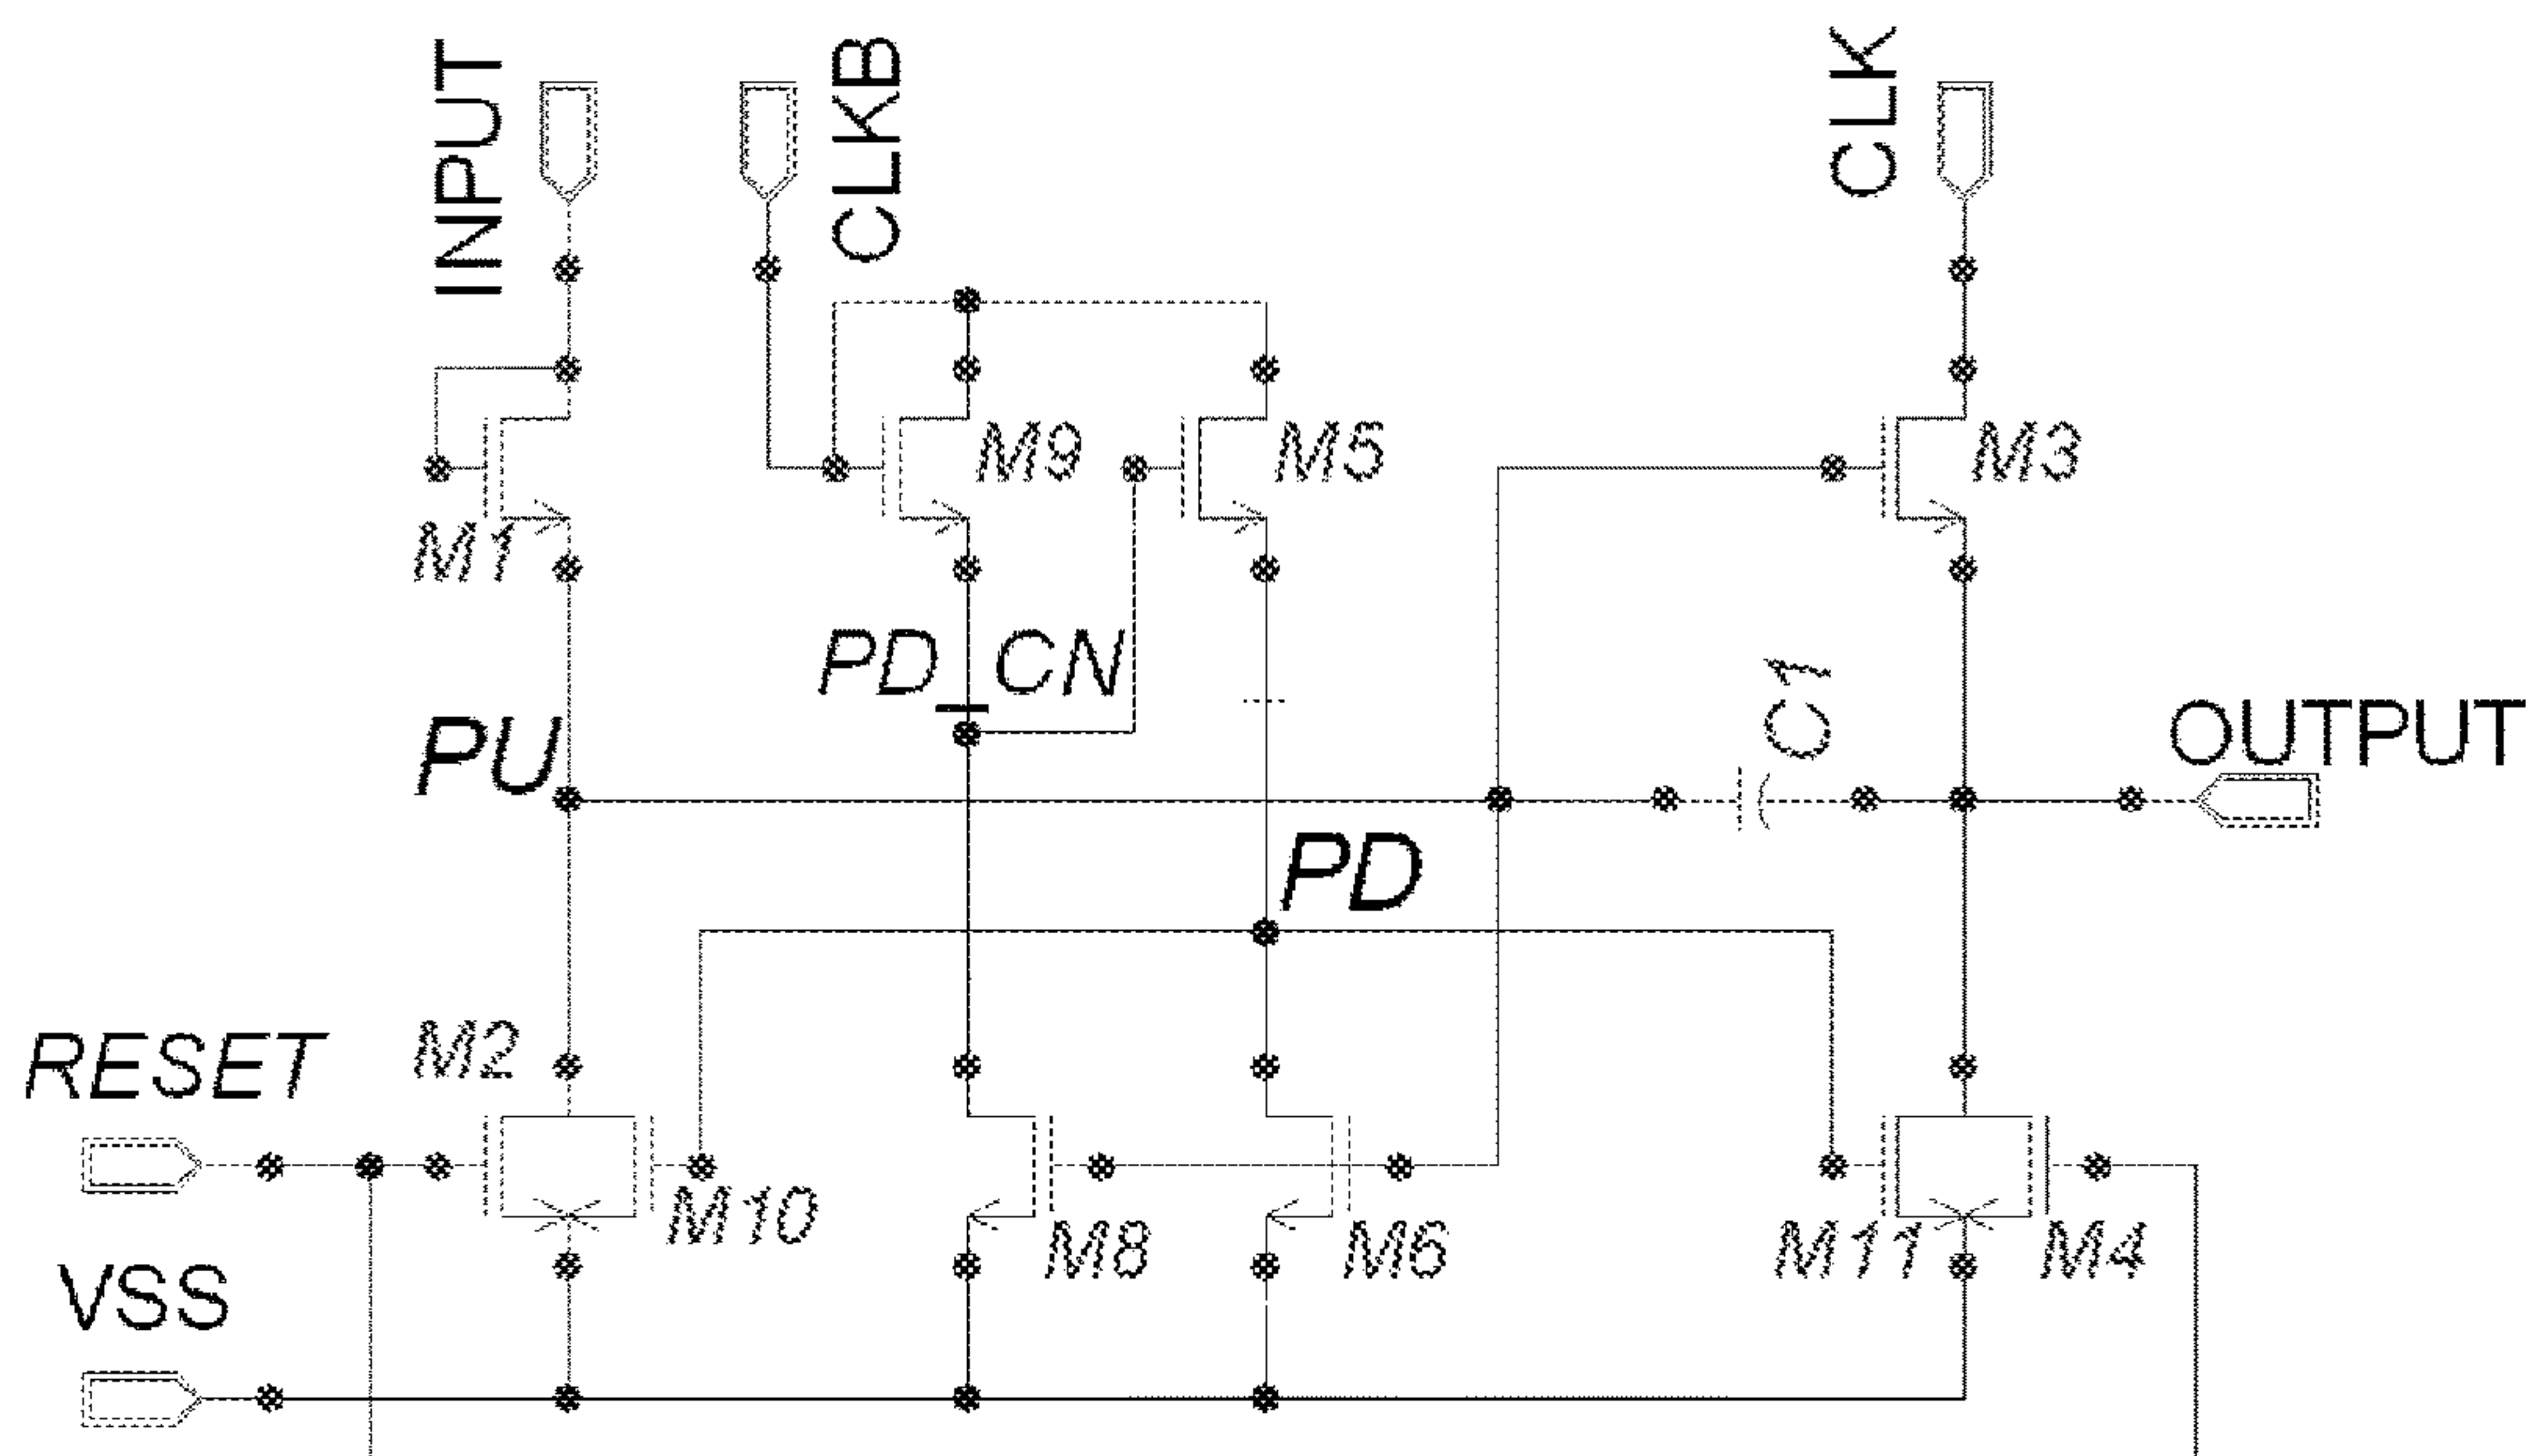 INPUT
CLKB
CLK
M9
M5
M3
M1
PD_CN
C1
PU
OUTPUT
PD
RESET
M2
M10
M8
M6
M11
M4
VSS